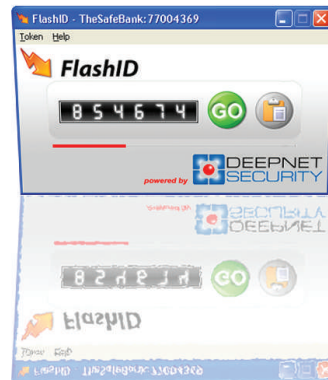 FlashID - TheSafeBank:77004369
Token Help
FlashID
854674 GO
powered by DEEPNET
SECURITY